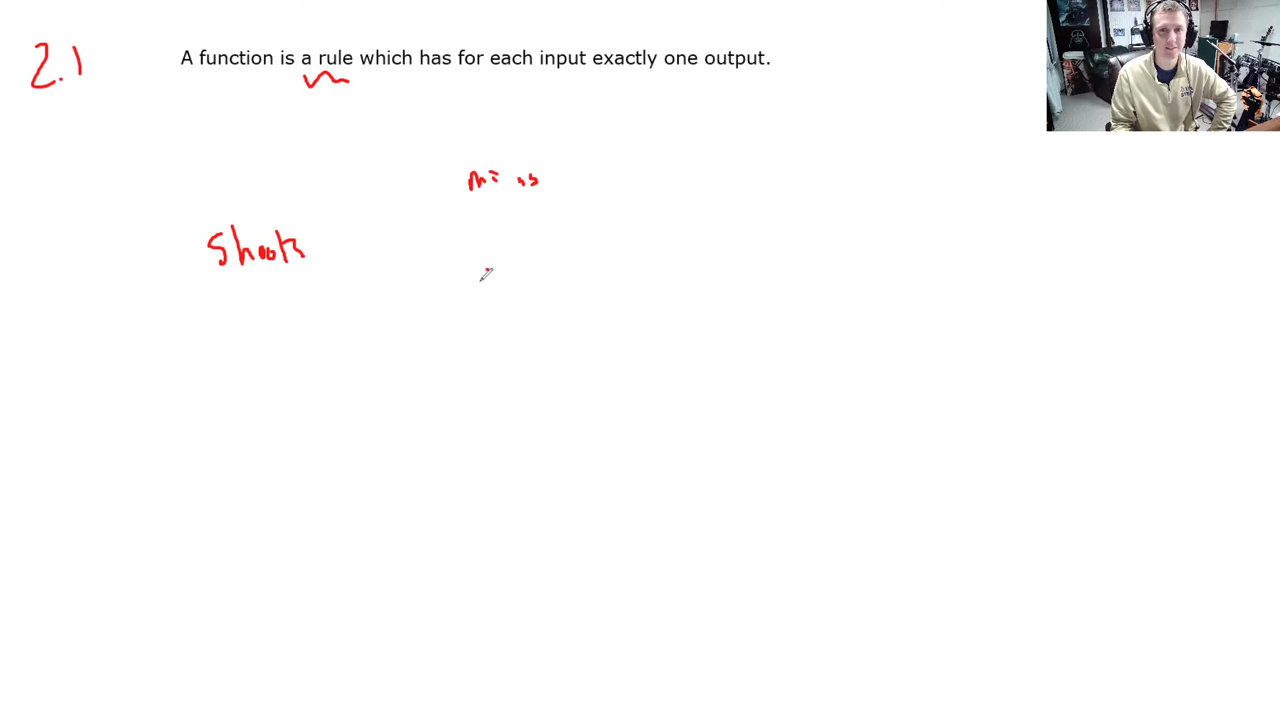 2.1 A function is a rule which has for each input exactly one output.
m=
Shoots